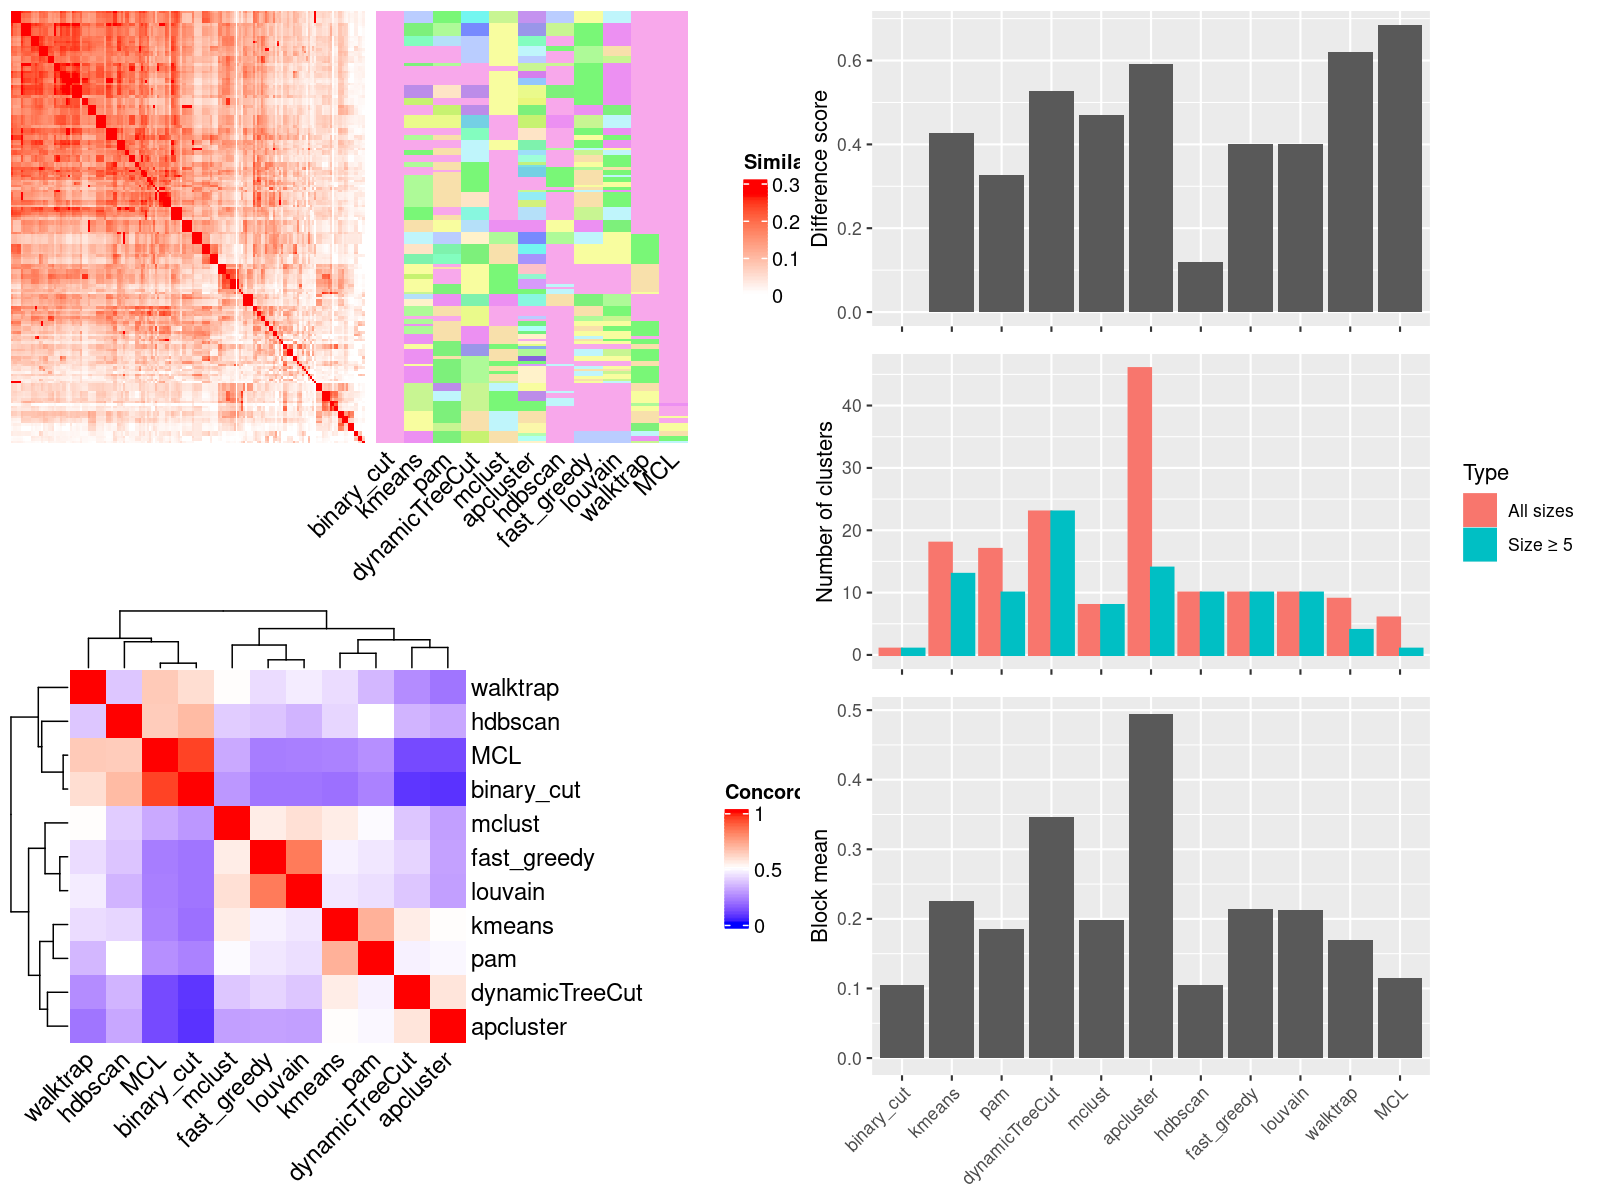 Simila
0.3
0.2
0.1
0
binary_cut
kmeans
pam
dynamicTreeCut
mclust
apcluster
hdbscan
fast_greedy
louvain
walktrap
MCL
walktrap
hdbscan
MCL
binary_cut
mclust
fast_greedy
louvain
kmeans
pam
dynamicTreeCut
apcluster
walktrap
hdbscan
MCL
binary_cut
mclust
fast_greedy
louvain
kmeans
pam
dynamicTreeCut
apcluster
Concord
1
0.5
0
Difference score
0.6
0.4
0.2
0.0
Number of clusters
40
30
20
10
0
Type
All sizes
Size ≥ 5
Block mean
0.5
0.4
0.3
0.2
0.1
0.0
binary_cut
kmeans
pam
dynamicTreeCut
mclust
apcluster
hdbscan
fast_greedy
louvain
walktrap
MCL